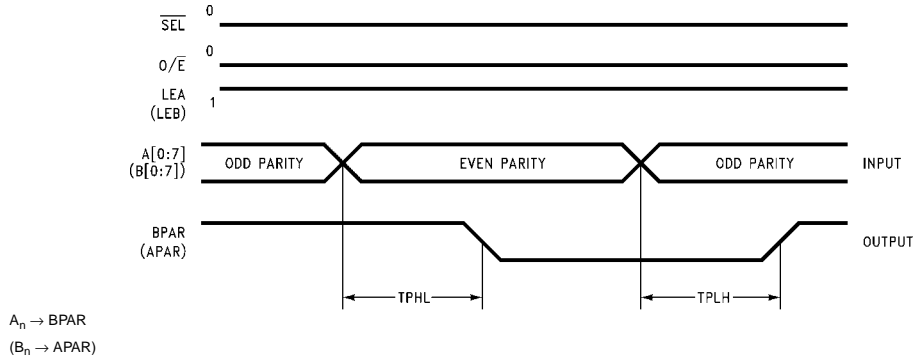 SEL 0
O/E 0
LEA
(LEB) 1
A[0:7]
(B[0:7]) ODD PARITY EVEN PARITY ODD PARITY INPUT
BPAR
(APAR) OUTPUT
TPHL TPLH
An → BPAR
(Bn → APAR)